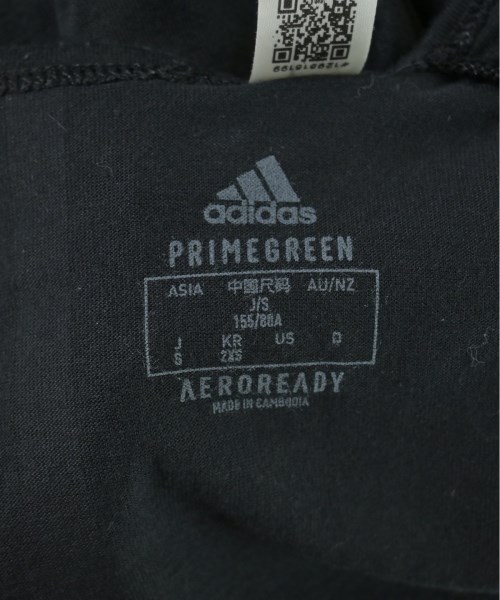 adidas
PRIMEGREEN
ASIA 中国尺码 AU/NZ
J/S
155/80A
J KR US D
S 2XS
AEROREADY
MADE IN CAMBODIA